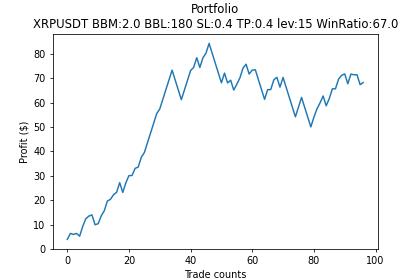 Portfolio
XRPUSDT BBM:2.0 BBL:180 SL:0.4 TP:0.4 lev:15 WinRatio:67.0
80
70
60
50
40
30
20
10
0
Profit ($)
0 20 40 60 80 100
Trade counts